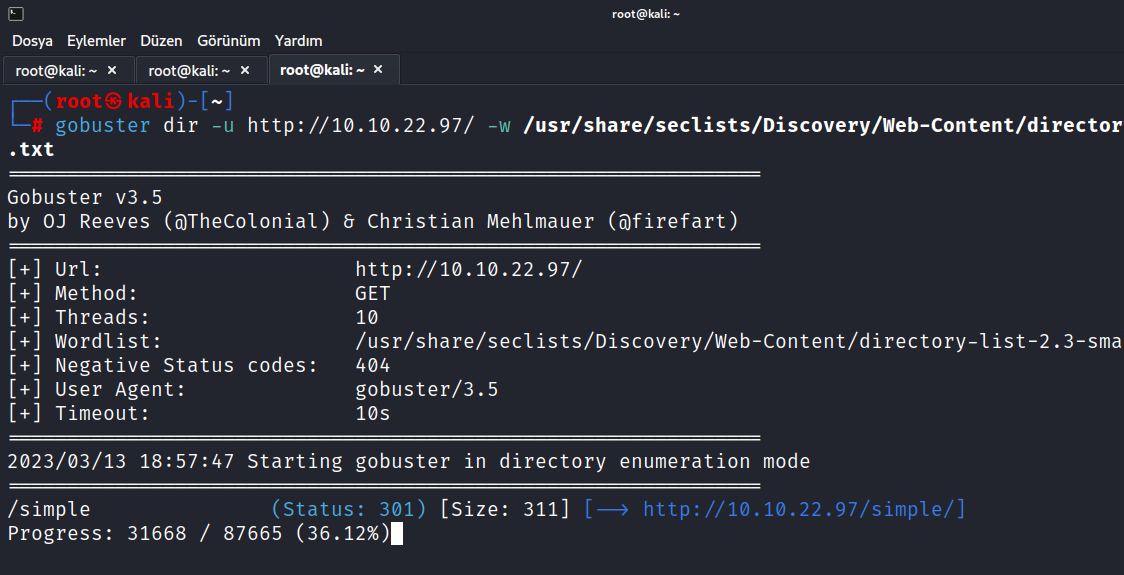 root@kali: ~
Dosya Eylemler Düzen Görünüm Yardım
root@kali: ~ × root@kali: ~ × root@kali: ~ ×
┌──(root㉿kali)-[~]
└─# gobuster dir -u http://10.10.22.97/ -w /usr/share/seclists/Discovery/Web-Content/director
.txt
===============================================================
Gobuster v3.5
by OJ Reeves (@TheColonial) & Christian Mehlmauer (@firefart)
===============================================================
[+] Url: http://10.10.22.97/
[+] Method: GET
[+] Threads: 10
[+] Wordlist: /usr/share/seclists/Discovery/Web-Content/directory-list-2.3-sma
[+] Negative Status codes: 404
[+] User Agent: gobuster/3.5
[+] Timeout: 10s
===============================================================
2023/03/13 18:57:47 Starting gobuster in directory enumeration mode
===============================================================
/simple (Status: 301) [Size: 311] [--> http://10.10.22.97/simple/]
Progress: 31668 / 87665 (36.12%)